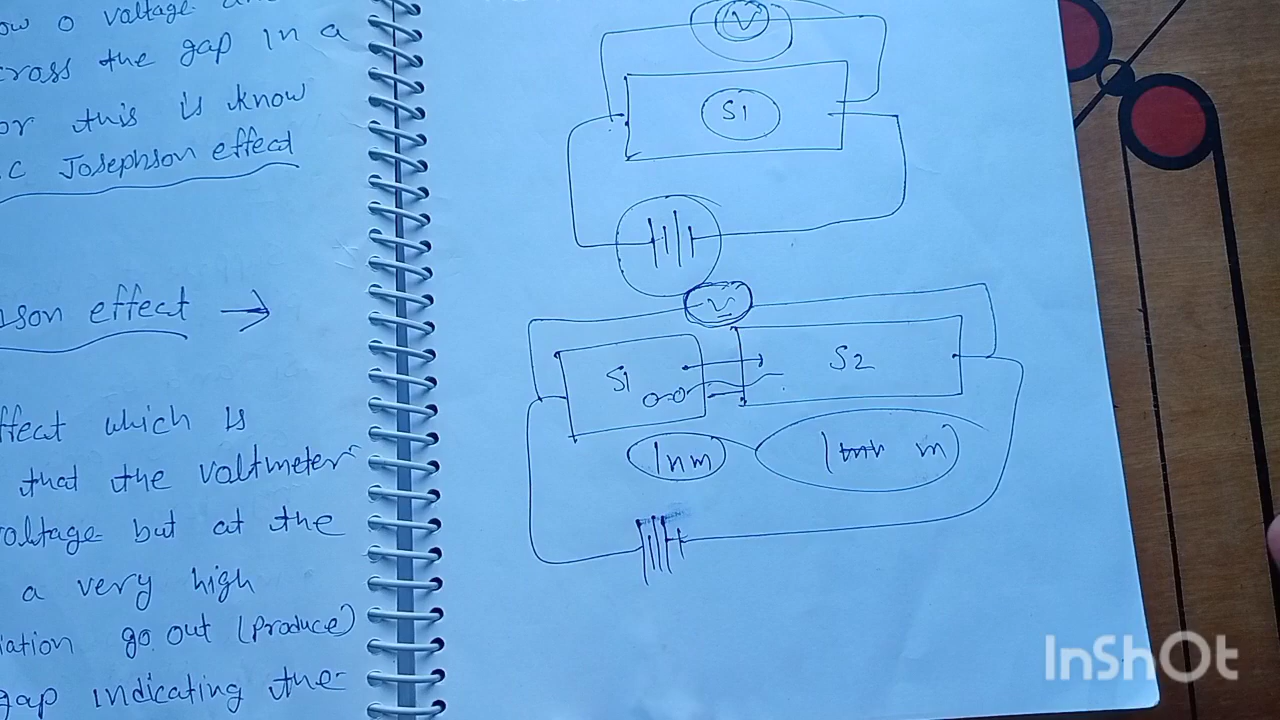 ow 0 voltage an
cross the gap in a
or this is know
.c Josephson effect
son effect →
ffect which is
that the voltmeter
voltage but at the
a very high
iation go out (produce)
gap indicating the
V
S1
V
S1
S2
1nm
m
InShOt